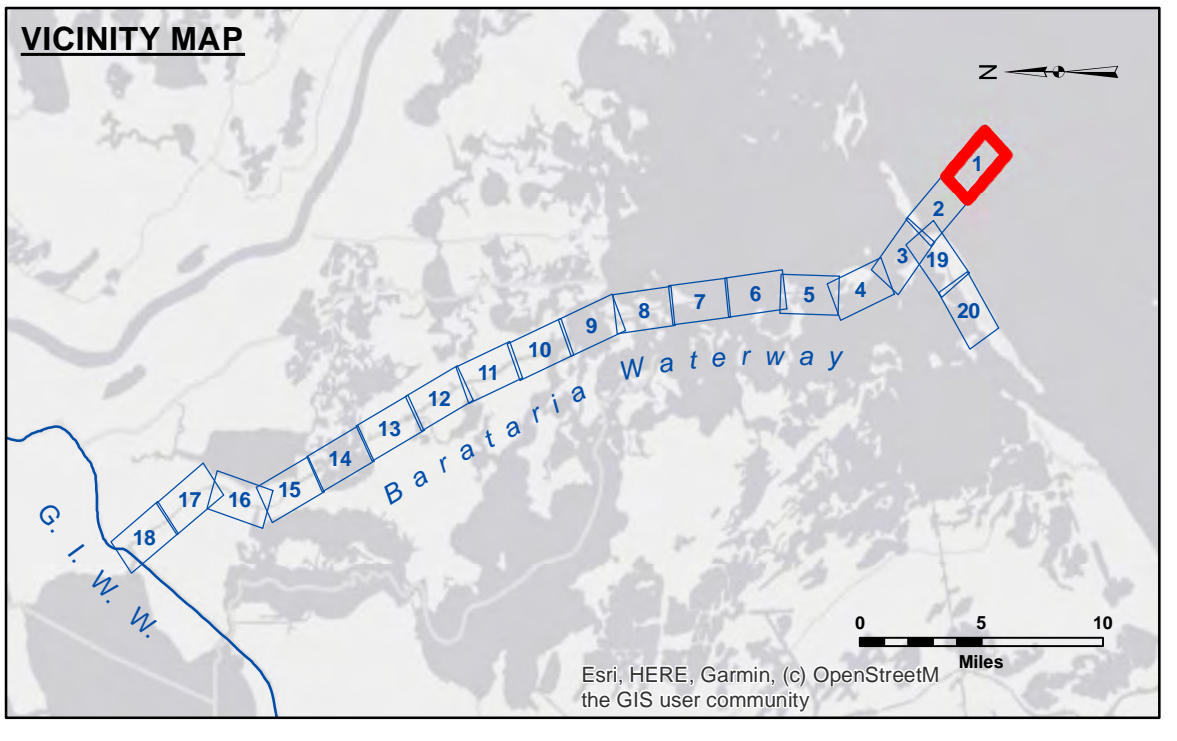 VICINITY MAP
N
1
2
3
19
4
20
5
6
7
8
9
10
11
12
13
14
15
16
17
18
Barataria Waterway
G. I. W. W.
0 5 10
Miles
Esri, HERE, Garmin, (c) OpenStreetM
the GIS user community